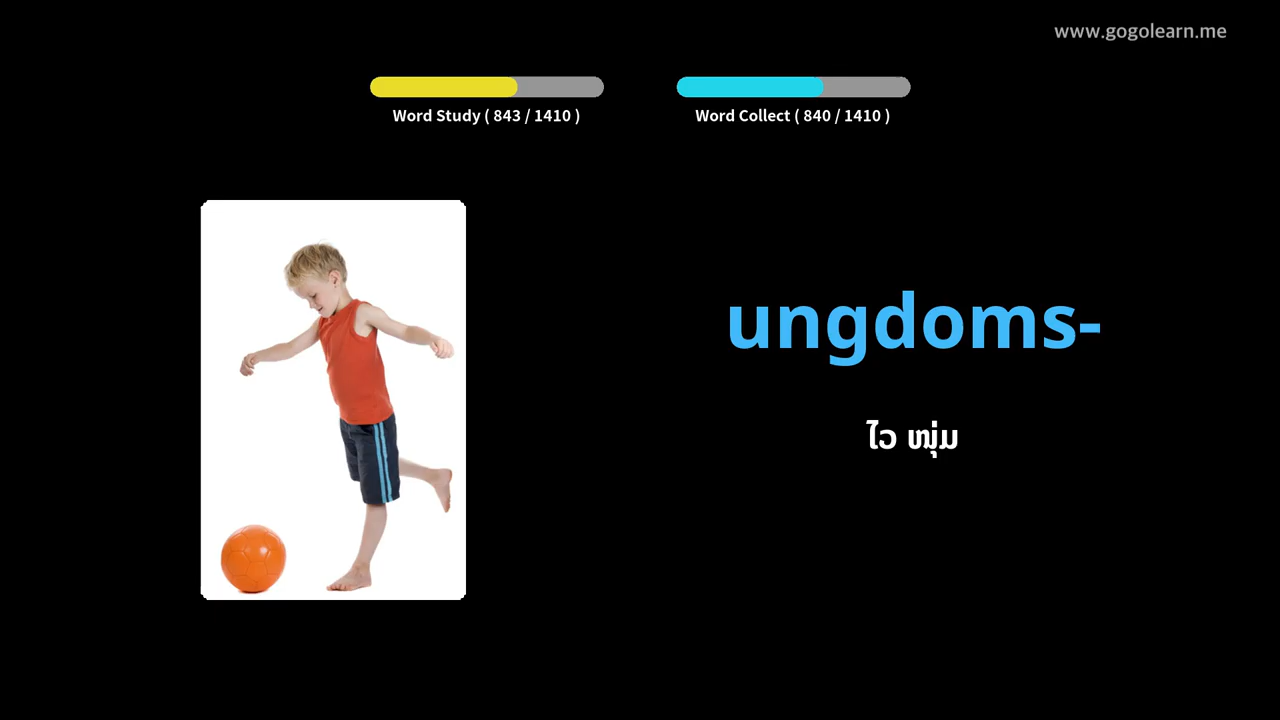 www.gogolearn.me
Word Study ( 843 / 1410 )
Word Collect ( 840 / 1410 )
ungdoms-
ໄວ ໜຸ່ມ